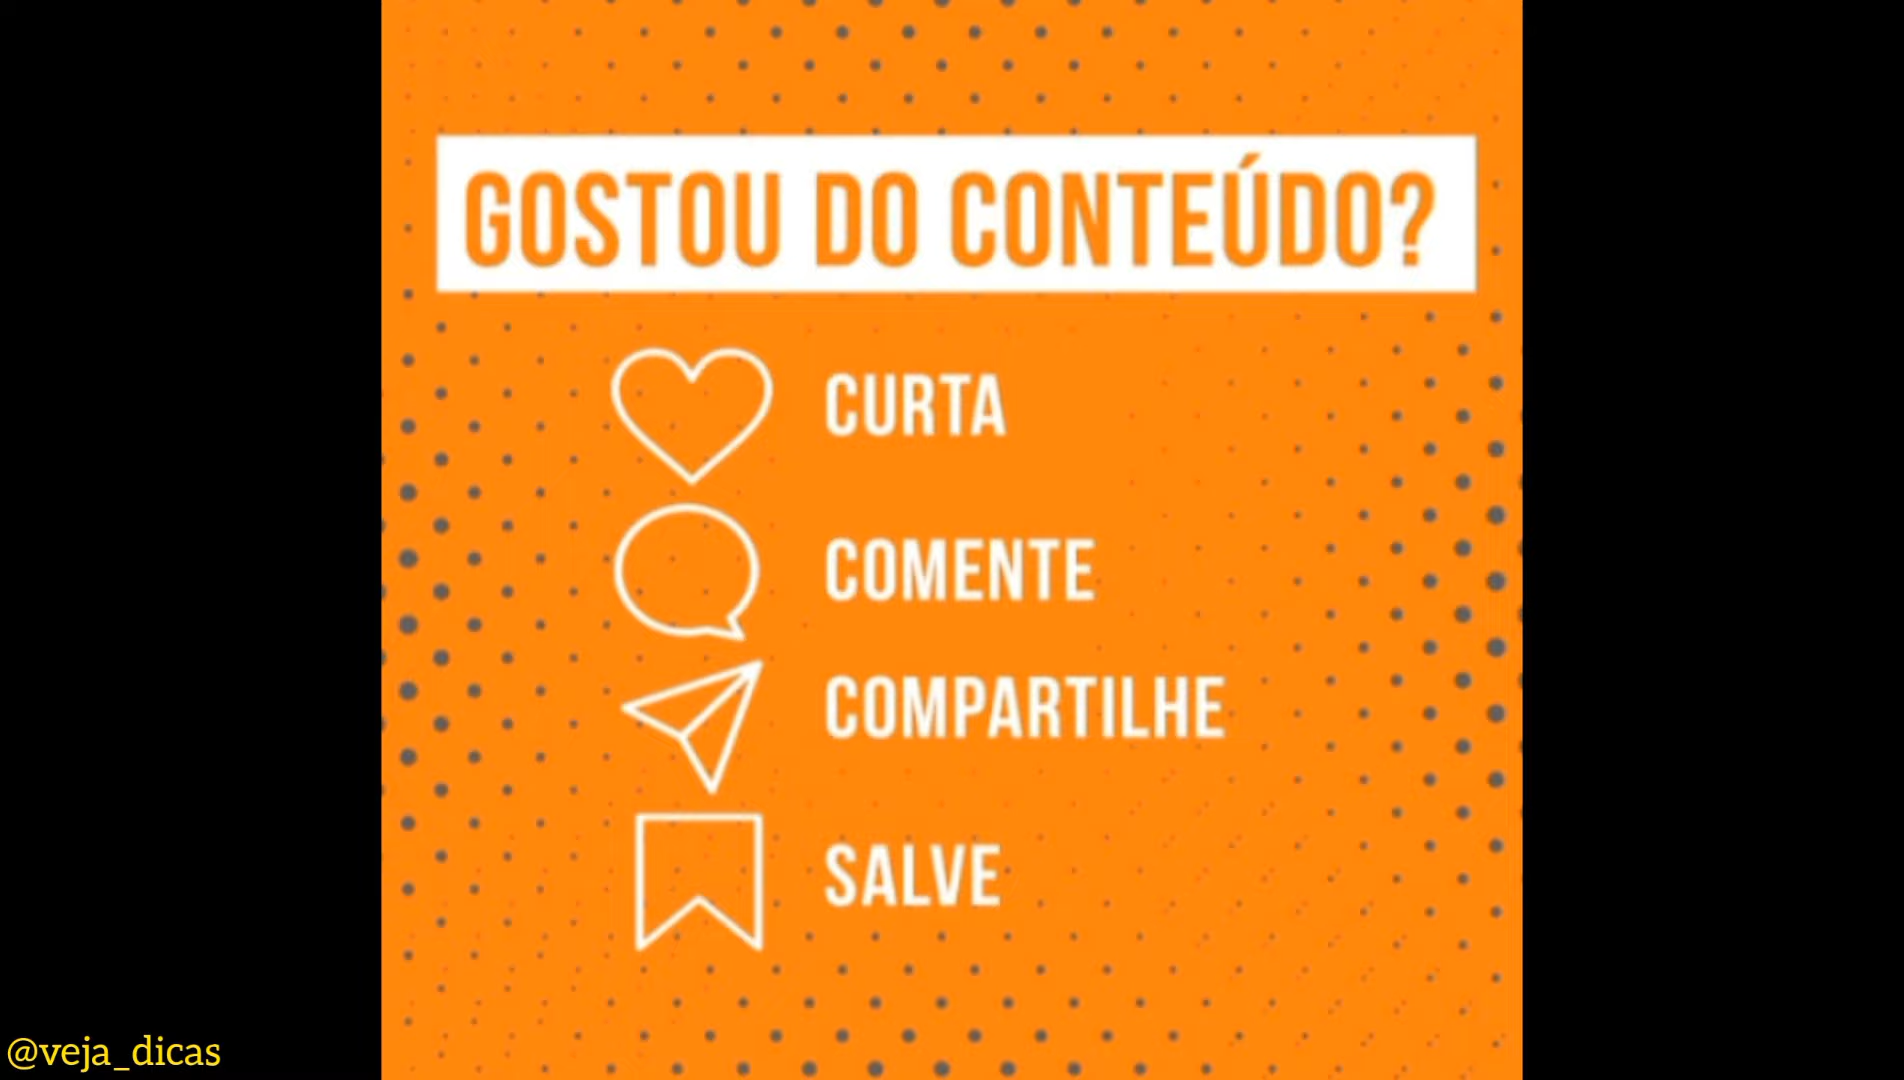 GOSTOU DO CONTEÚDO?
CURTA
COMENTE
COMPARTILHE
SALVE
@veja_dicas